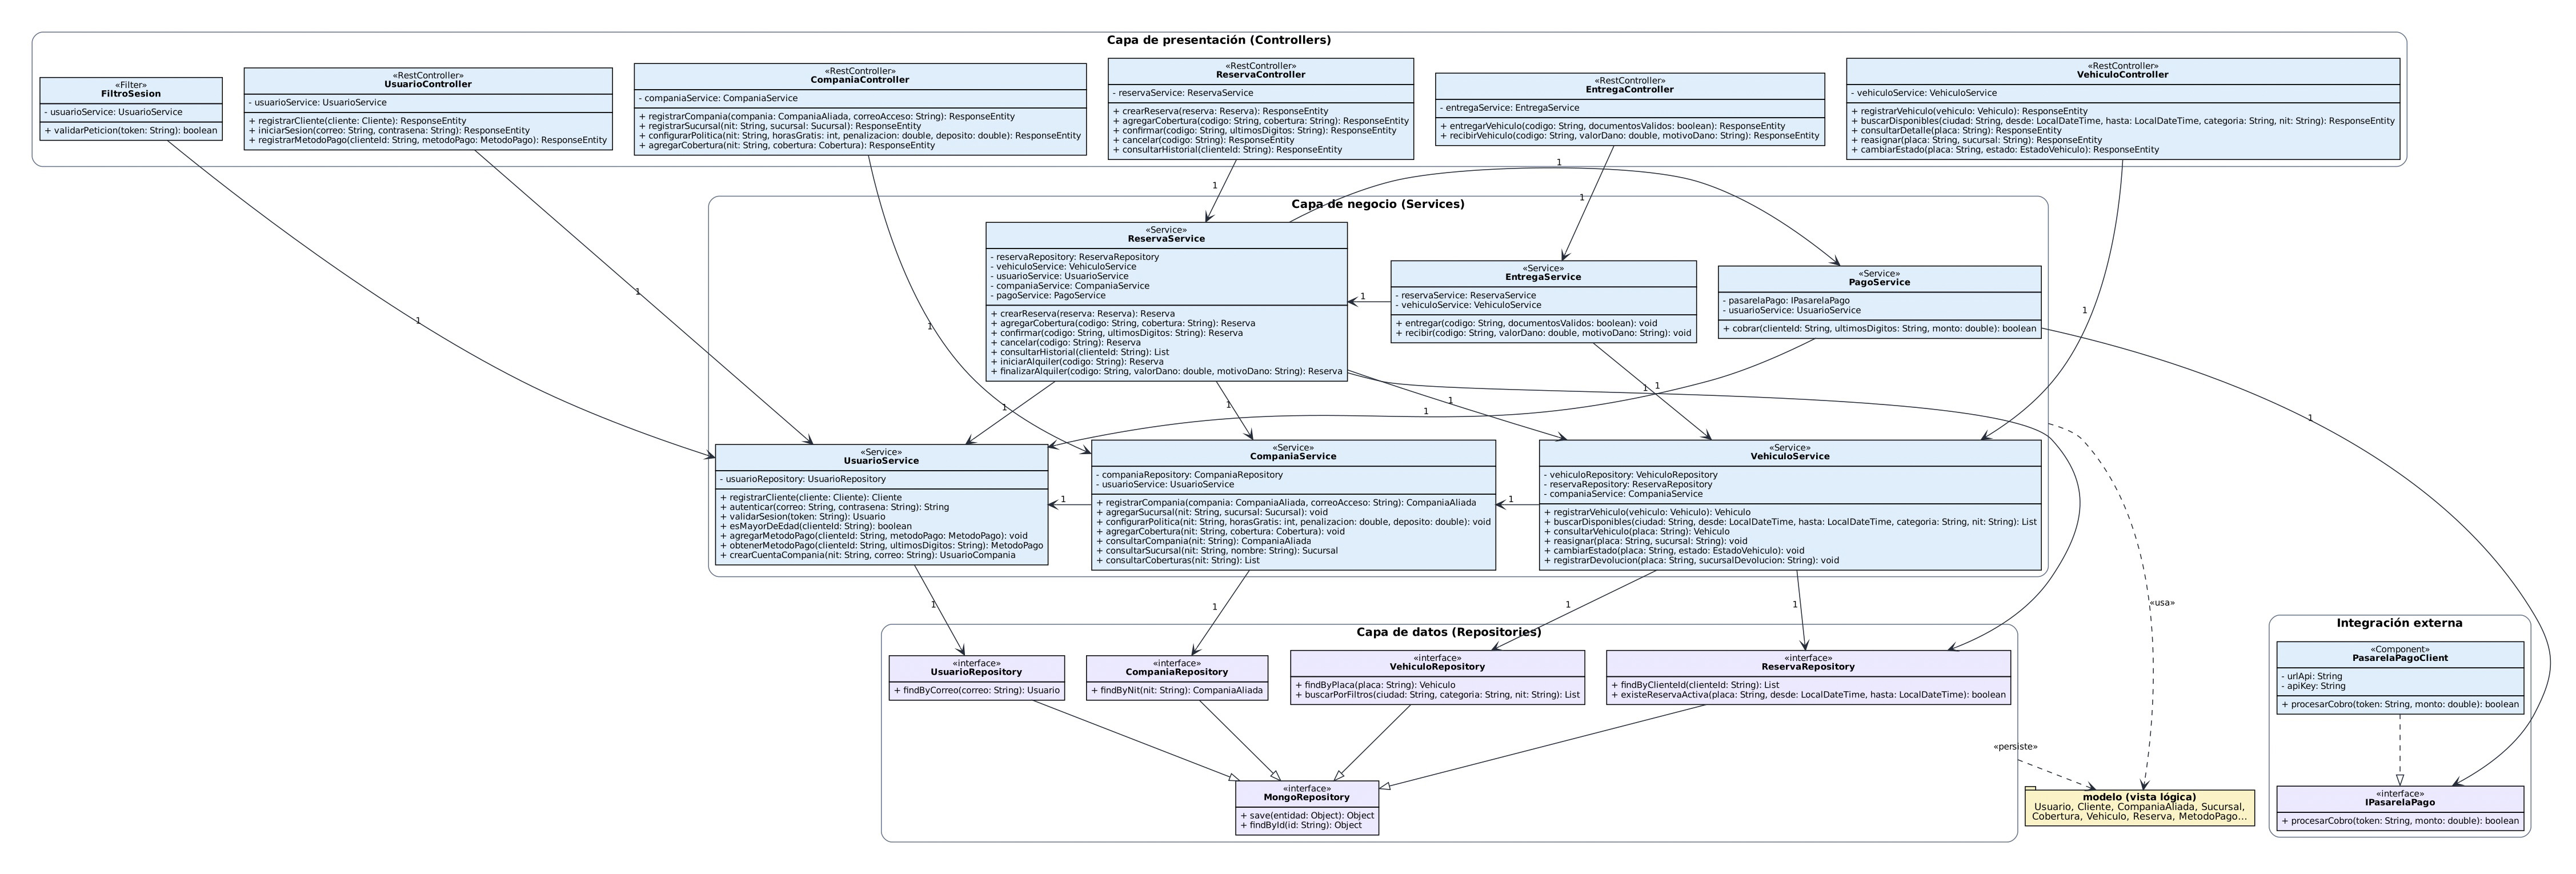 Capa de presentación (Controllers)
«Filter»
FiltroSesion
- usuarioService: UsuarioService
+ validarPeticion(token: String): boolean
«RestController»
UsuarioController
- usuarioService: UsuarioService
+ registrarCliente(cliente: Cliente): ResponseEntity
+ iniciarSesion(correo: String, contrasena: String): ResponseEntity
+ registrarMetodoPago(clienteId: String, metodoPago: MetodoPago): ResponseEntity
«RestController»
CompaniaController
- companiaService: CompaniaService
+ registrarCompania(compania: CompaniaAliada, correoAcceso: String): ResponseEntity
+ registrarSucursal(nit: String, sucursal: Sucursal): ResponseEntity
+ configurarPolitica(nit: String, horasGratis: int, penalizacion: double, deposito: double): ResponseEntity
+ agregarCobertura(nit: String, cobertura: Cobertura): ResponseEntity
«RestController»
ReservaController
- reservaService: ReservaService
+ crearReserva(reserva: Reserva): ResponseEntity
+ agregarCobertura(codigo: String, cobertura: String): ResponseEntity
+ confirmar(codigo: String, ultimosDigitos: String): ResponseEntity
+ cancelar(codigo: String): ResponseEntity
+ consultarHistorial(clienteId: String): ResponseEntity
«RestController»
EntregaController
- entregaService: EntregaService
+ entregarVehiculo(codigo: String, documentosValidos: boolean): ResponseEntity
+ recibirVehiculo(codigo: String, valorDano: double, motivoDano: String): ResponseEntity
«RestController»
VehiculoController
- vehiculoService: VehiculoService
+ registrarVehiculo(vehiculo: Vehiculo): ResponseEntity
+ buscarDisponibles(ciudad: String, desde: LocalDateTime, hasta: LocalDateTime, categoria: String, nit: String): ResponseEntity
+ consultarDetalle(placa: String): ResponseEntity
+ reasignar(placa: String, sucursal: String): ResponseEntity
+ cambiarEstado(placa: String, estado: EstadoVehiculo): ResponseEntity
1
1
1
Capa de negocio (Services)
«Service»
ReservaService
- reservaRepository: ReservaRepository
- vehiculoService: VehiculoService
- usuarioService: UsuarioService
- companiaService: CompaniaService
- pagoService: PagoService
+ crearReserva(reserva: Reserva): Reserva
+ agregarCobertura(codigo: String, cobertura: String): Reserva
+ confirmar(codigo: String, ultimosDigitos: String): Reserva
+ cancelar(codigo: String): Reserva
+ consultarHistorial(clienteId: String): List
+ iniciarAlquiler(codigo: String): Reserva
+ finalizarAlquiler(codigo: String, valorDano: double, motivoDano: String): Reserva
«Service»
EntregaService
- reservaService: ReservaService
- vehiculoService: VehiculoService
+ entregar(codigo: String, documentosValidos: boolean): void
+ recibir(codigo: String, valorDano: double, motivoDano: String): void
«Service»
PagoService
- pasarelaPago: IPasarelaPago
- usuarioService: UsuarioService
+ cobrar(clienteId: String, ultimosDigitos: String, monto: double): boolean
1
1
1
1
1
1
1
1
1
1
1
1
1
«Service»
UsuarioService
- usuarioRepository: UsuarioRepository
+ registrarCliente(cliente: Cliente): Cliente
+ autenticar(correo: String, contrasena: String): String
+ validarSesion(token: String): Usuario
+ esMayorDeEdad(clienteId: String): boolean
+ agregarMetodoPago(clienteId: String, metodoPago: MetodoPago): void
+ obtenerMetodoPago(clienteId: String, ultimosDigitos: String): MetodoPago
+ crearCuentaCompania(nit: String, correo: String): UsuarioCompania
1
«Service»
CompaniaService
- companiaRepository: CompaniaRepository
- usuarioService: UsuarioService
+ registrarCompania(compania: CompaniaAliada, correoAcceso: String): CompaniaAliada
+ agregarSucursal(nit: String, sucursal: Sucursal): void
+ configurarPolitica(nit: String, horasGratis: int, penalizacion: double, deposito: double): void
+ agregarCobertura(nit: String, cobertura: Cobertura): void
+ consultarCompania(nit: String): CompaniaAliada
+ consultarSucursal(nit: String, nombre: String): Sucursal
+ consultarCoberturas(nit: String): List
1
«Service»
VehiculoService
- vehiculoRepository: VehiculoRepository
- reservaRepository: ReservaRepository
- companiaService: CompaniaService
+ registrarVehiculo(vehiculo: Vehiculo): Vehiculo
+ buscarDisponibles(ciudad: String, desde: LocalDateTime, hasta: LocalDateTime, categoria: String, nit: String): List
+ consultarVehiculo(placa: String): Vehiculo
+ reasignar(placa: String, sucursal: String): void
+ cambiarEstado(placa: String, estado: EstadoVehiculo): void
+ registrarDevolucion(placa: String, sucursalDevolucion: String): void
1
1
1
1
«usa»
Capa de datos (Repositories)
«interface»
UsuarioRepository
+ findByCorreo(correo: String): Usuario
«interface»
CompaniaRepository
+ findByNit(nit: String): CompaniaAliada
«interface»
VehiculoRepository
+ findByPlaca(placa: String): Vehiculo
+ buscarPorFiltros(ciudad: String, categoria: String, nit: String): List
«interface»
ReservaRepository
+ findByClienteId(clienteId: String): List
+ existeReservaActiva(placa: String, desde: LocalDateTime, hasta: LocalDateTime): boolean
«interface»
MongoRepository
+ save(entidad: Object): Object
+ findById(id: String): Object
«persiste»
modelo (vista lógica)
Usuario, Cliente, CompaniaAliada, Sucursal,
Cobertura, Vehiculo, Reserva, MetodoPago...
Integración externa
«Component»
PasarelaPagoClient
- urlApi: String
- apiKey: String
+ procesarCobro(token: String, monto: double): boolean
«interface»
IPasarelaPago
+ procesarCobro(token: String, monto: double): boolean